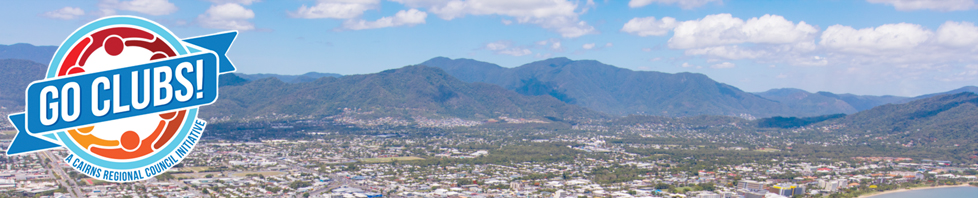 GO CLUBS!
A CAIRNS REGIONAL COUNCIL INITIATIVE